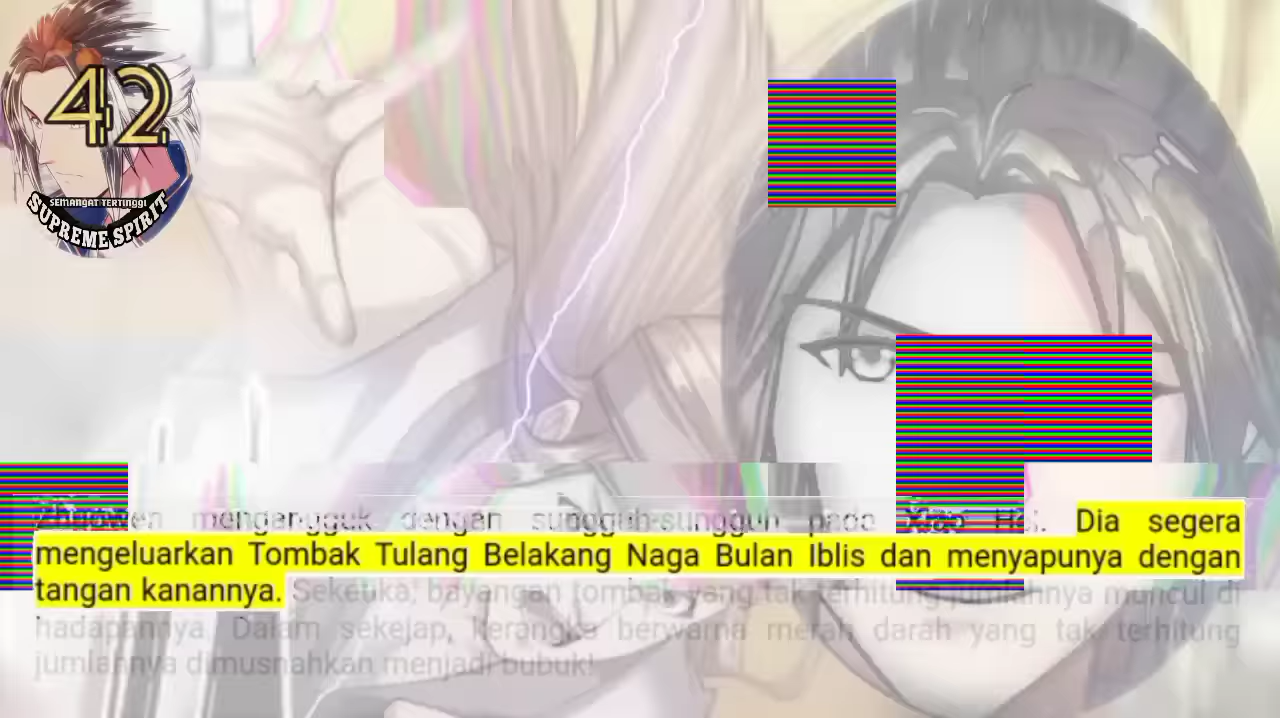 42
SEMANGAT TERTINGGI
SUPREME SPIRIT
Zhuowen mengangguk dengan sungguh-sungguh pada Xiao Hei. Dia segera
mengeluarkan Tombak Tulang Belakang Naga Bulan Iblis dan menyapunya dengan
tangan kanannya. Seketika, bayangan tombak yang tak terhitung jumlahnya muncul di
hadapannya. Dalam sekejap, kerangka berwarna merah darah yang tak terhitung
jumlahnya dimusnahkan menjadi bubuk!